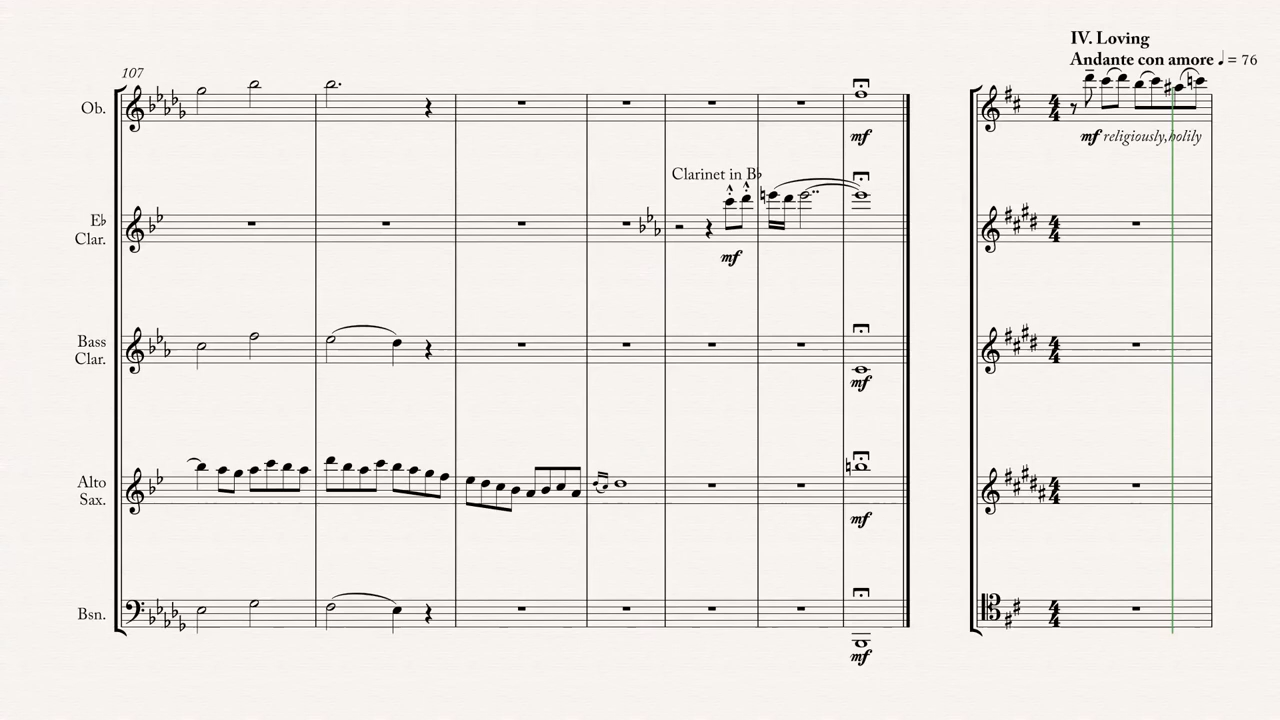 IV. Loving
Andante con amore ♩= 76
107
Ob.
mf
mf religiously, holily
Clarinet in B♭
E♭
Clar.
mf
Bass
Clar.
mf
Alto
Sax.
mf
Bsn.
mf